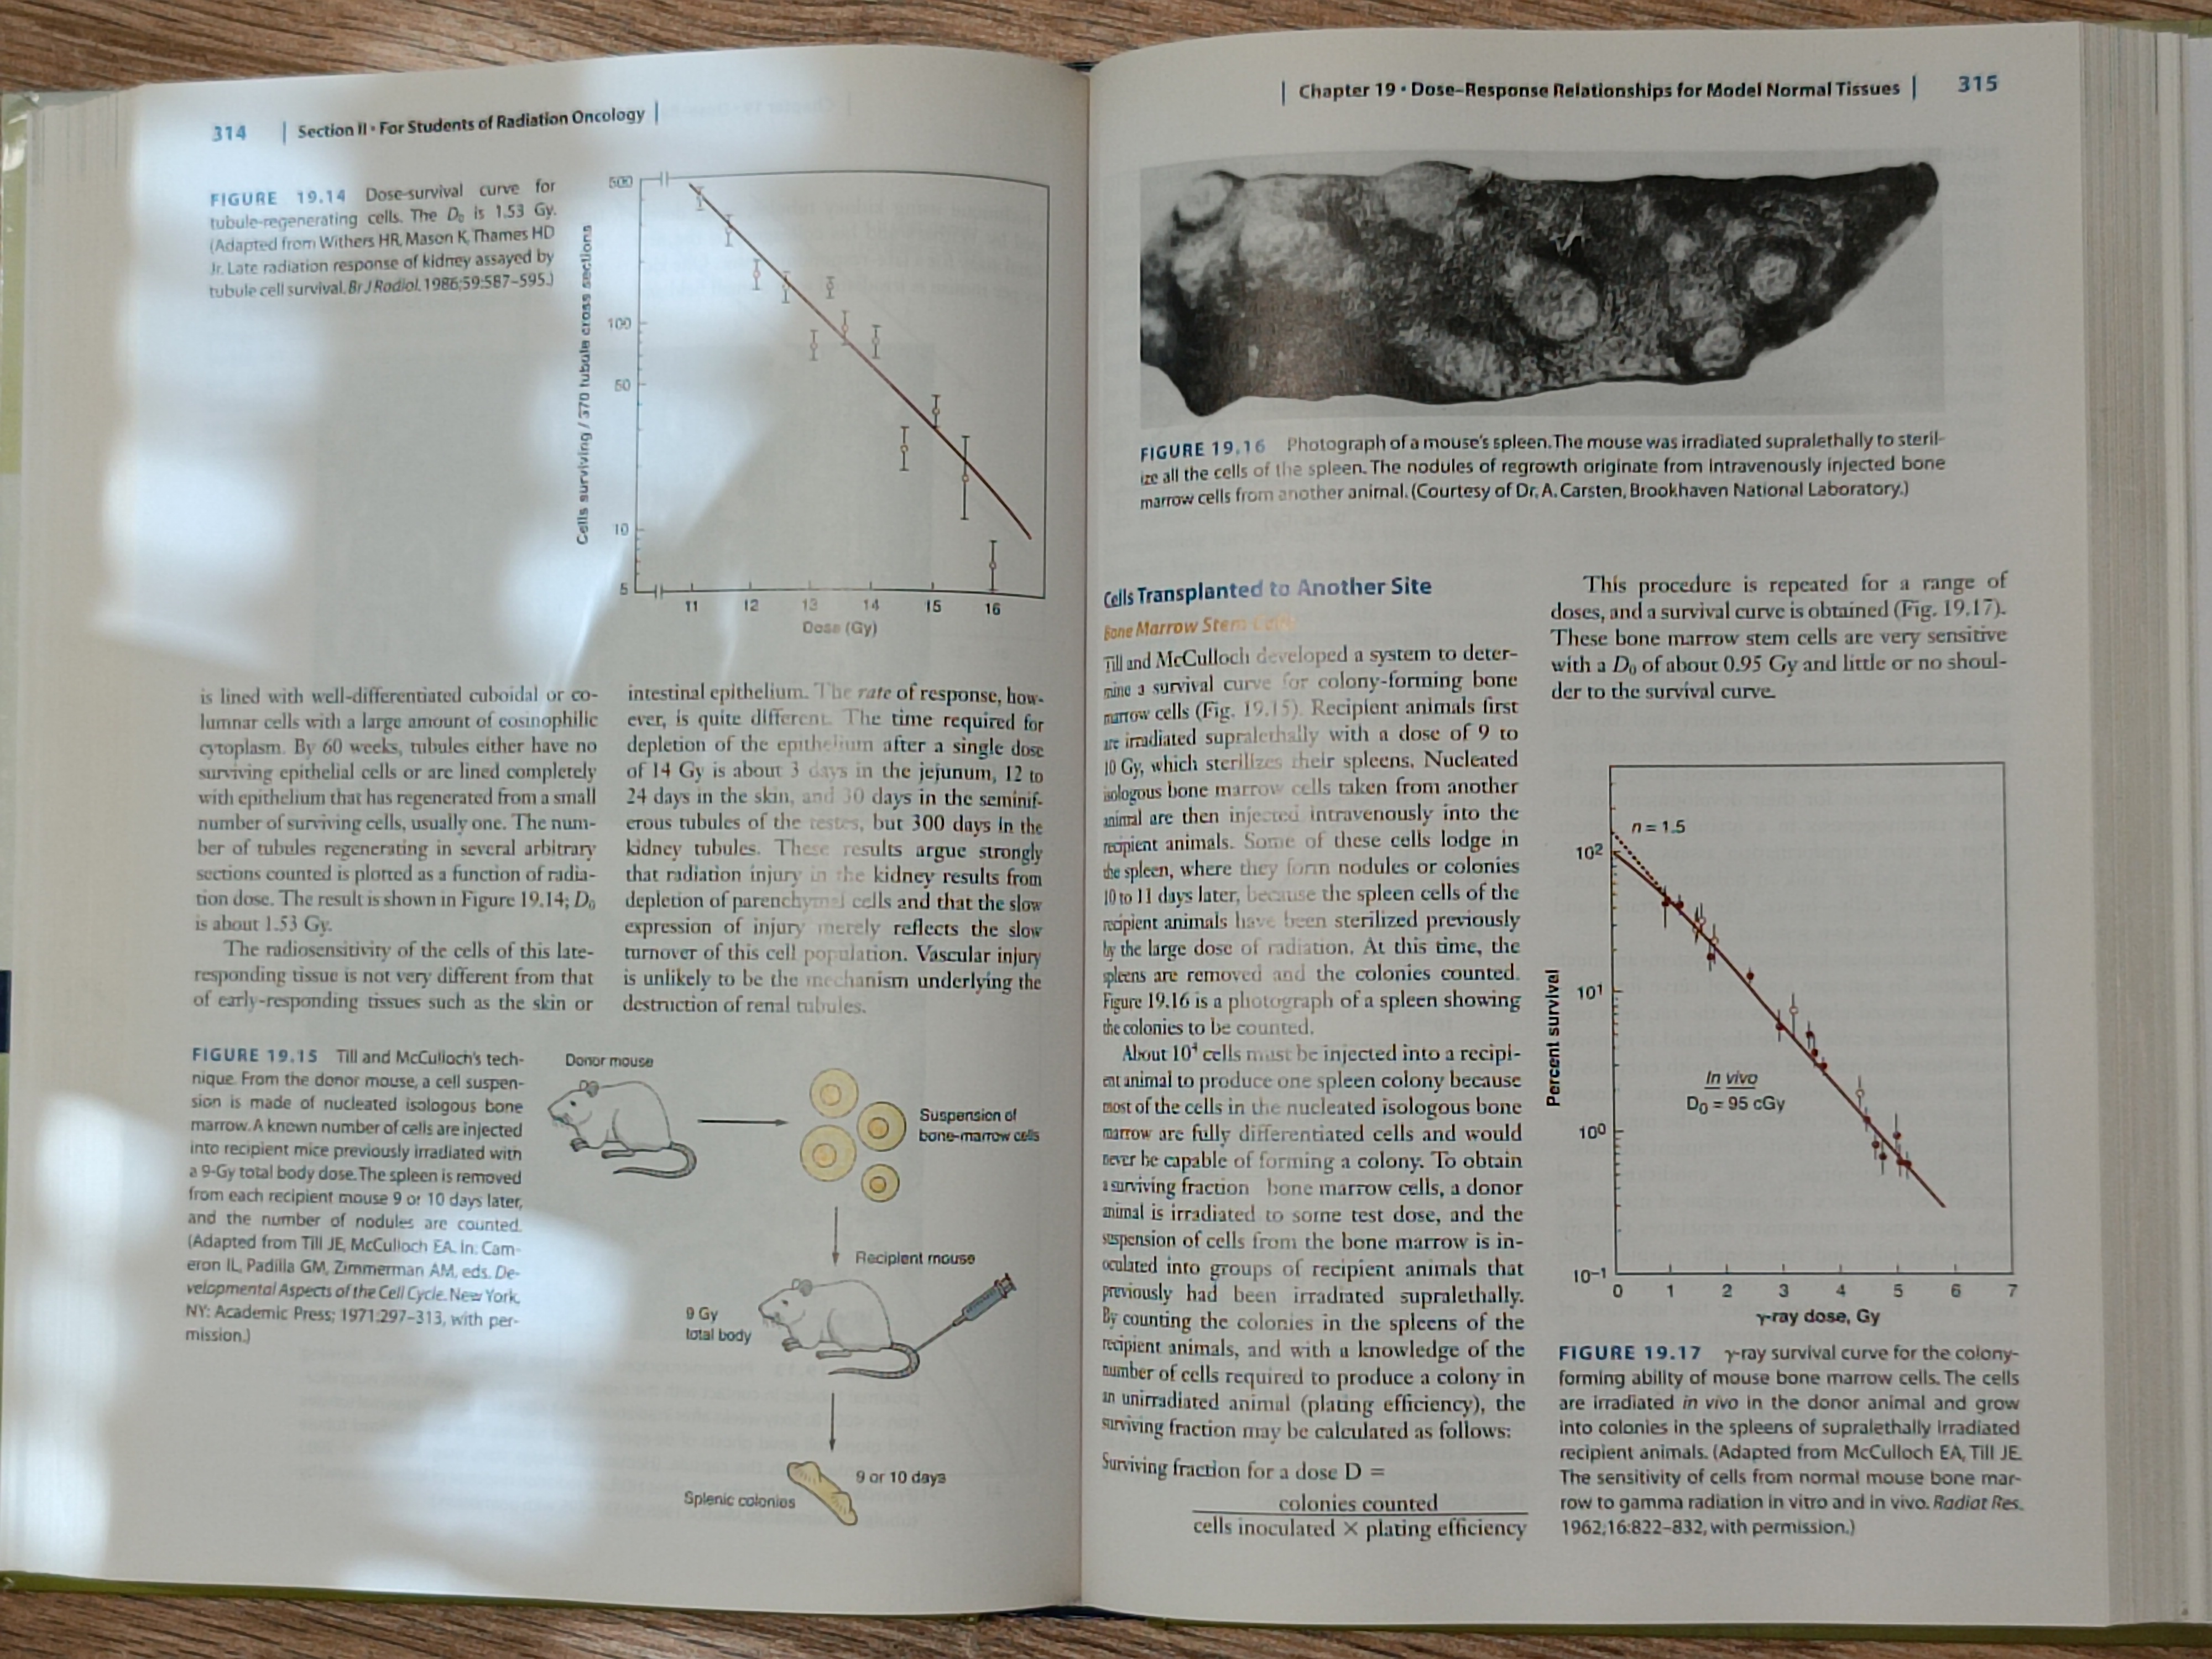 314 | Section II • For Students of Radiation Oncology |
FIGURE 19.14 Dose-survival curve for
tubule-regenerating cells. The D₀ is 1.53 Gy.
(Adapted from Withers HR, Mason K, Thames HD
Jr. Late radiation response of kidney assayed by
tubule cell survival. Br J Radiol. 1986;59:587–595.)
Cells surviving / 370 tubule cross sections
500
100
50
10
5
11 12 13 14 15 16
Dose (Gy)
is lined with well-differentiated cuboidal or co-
lumnar cells with a large amount of eosinophilic
cytoplasm. By 60 weeks, tubules either have no
surviving epithelial cells or are lined completely
with epithelium that has regenerated from a small
number of surviving cells, usually one. The num-
ber of tubules regenerating in several arbitrary
sections counted is plotted as a function of radia-
tion dose. The result is shown in Figure 19.14; D₀
is about 1.53 Gy.
The radiosensitivity of the cells of this late-
responding tissue is not very different from that
of early-responding tissues such as the skin or
intestinal epithelium. The rate of response, how-
ever, is quite different. The time required for
depletion of the epithelium after a single dose
of 14 Gy is about 3 days in the jejunum, 12 to
24 days in the skin, and 30 days in the seminif-
erous tubules of the testes, but 300 days in the
kidney tubules. These results argue strongly
that radiation injury in the kidney results from
depletion of parenchymal cells and that the slow
expression of injury merely reflects the slow
turnover of this cell population. Vascular injury
is unlikely to be the mechanism underlying the
destruction of renal tubules.
FIGURE 19.15 Till and McCulloch's tech-
nique. From the donor mouse, a cell suspen-
sion is made of nucleated isologous bone
marrow. A known number of cells are injected
into recipient mice previously irradiated with
a 9-Gy total body dose. The spleen is removed
from each recipient mouse 9 or 10 days later,
and the number of nodules are counted.
(Adapted from Till JE, McCulloch EA. In: Cam-
eron IL, Padilla GM, Zimmerman AM, eds. De-
velopmental Aspects of the Cell Cycle. New York,
NY: Academic Press; 1971:297–313, with per-
mission.)
Donor mouse
Suspension of
bone-marrow cells
Recipient mouse
9 Gy
total body
9 or 10 days
Splenic colonies
| Chapter 19 • Dose–Response Relationships for Model Normal Tissues | 315
FIGURE 19.16 Photograph of a mouse's spleen. The mouse was irradiated supralethally to steril-
ize all the cells of the spleen. The nodules of regrowth originate from intravenously injected bone
marrow cells from another animal. (Courtesy of Dr. A. Carsten, Brookhaven National Laboratory.)
Cells Transplanted to Another Site
Bone Marrow Stem Cells
Till and McCulloch developed a system to deter-
mine a survival curve for colony-forming bone
marrow cells (Fig. 19.15). Recipient animals first
are irradiated supralethally with a dose of 9 to
10 Gy, which sterilizes their spleens. Nucleated
isologous bone marrow cells taken from another
animal are then injected intravenously into the
recipient animals. Some of these cells lodge in
the spleen, where they form nodules or colonies
10 to 11 days later, because the spleen cells of the
recipient animals have been sterilized previously
by the large dose of radiation. At this time, the
spleens are removed and the colonies counted.
Figure 19.16 is a photograph of a spleen showing
the colonies to be counted.
About 10⁴ cells must be injected into a recipi-
ent animal to produce one spleen colony because
most of the cells in the nucleated isologous bone
marrow are fully differentiated cells and would
never be capable of forming a colony. To obtain
a surviving fraction bone marrow cells, a donor
animal is irradiated to some test dose, and the
suspension of cells from the bone marrow is in-
oculated into groups of recipient animals that
previously had been irradiated supralethally.
By counting the colonies in the spleens of the
recipient animals, and with a knowledge of the
number of cells required to produce a colony in
an unirradiated animal (plating efficiency), the
surviving fraction may be calculated as follows:
Surviving fraction for a dose D =
colonies counted
cells inoculated × plating efficiency
This procedure is repeated for a range of
doses, and a survival curve is obtained (Fig. 19.17).
These bone marrow stem cells are very sensitive
with a D₀ of about 0.95 Gy and little or no shoul-
der to the survival curve.
n = 1.5
10²
10¹
10⁰
10⁻¹
Percent survival
In vivo
D₀ = 95 cGy
0 1 2 3 4 5 6 7
γ-ray dose, Gy
FIGURE 19.17 γ-ray survival curve for the colony-
forming ability of mouse bone marrow cells. The cells
are irradiated in vivo in the donor animal and grow
into colonies in the spleens of supralethally irradiated
recipient animals. (Adapted from McCulloch EA, Till JE.
The sensitivity of cells from normal mouse bone mar-
row to gamma radiation in vitro and in vivo. Radiat Res.
1962;16:822–832, with permission.)